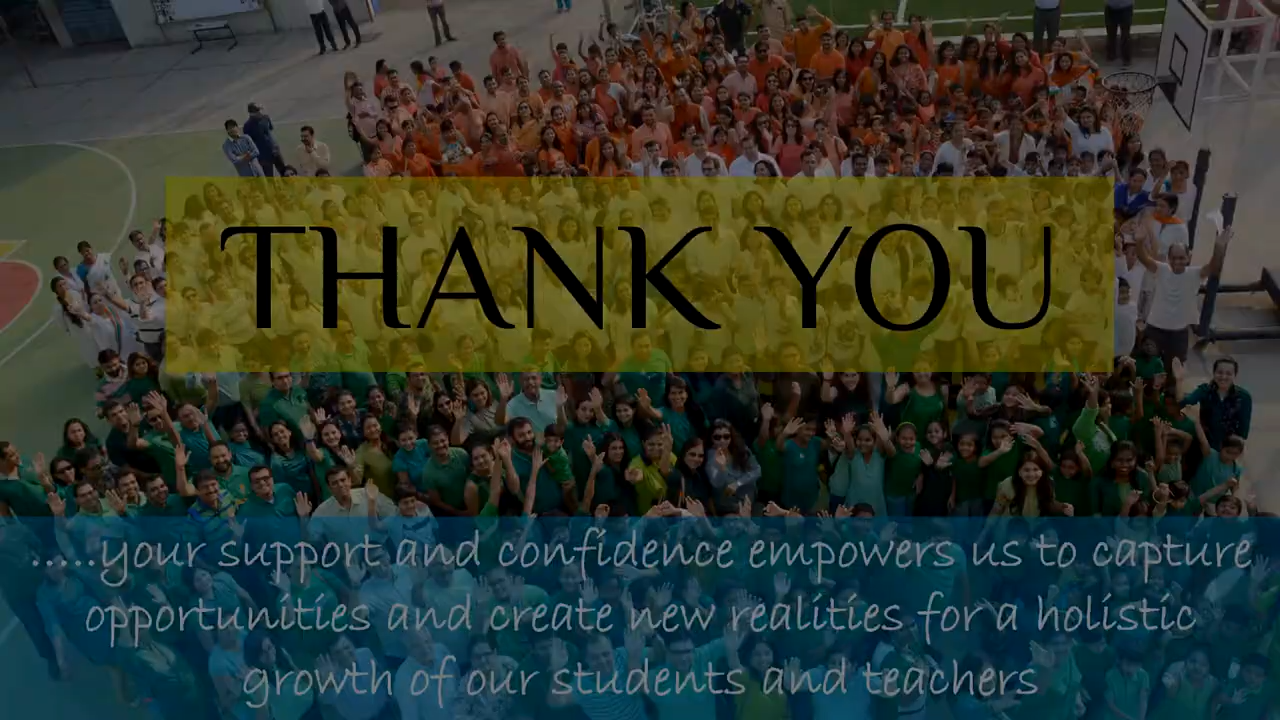 THANK YOU
.....your support and confidence empowers us to capture
opportunities and create new realities for a holistic
growth of our students and teachers